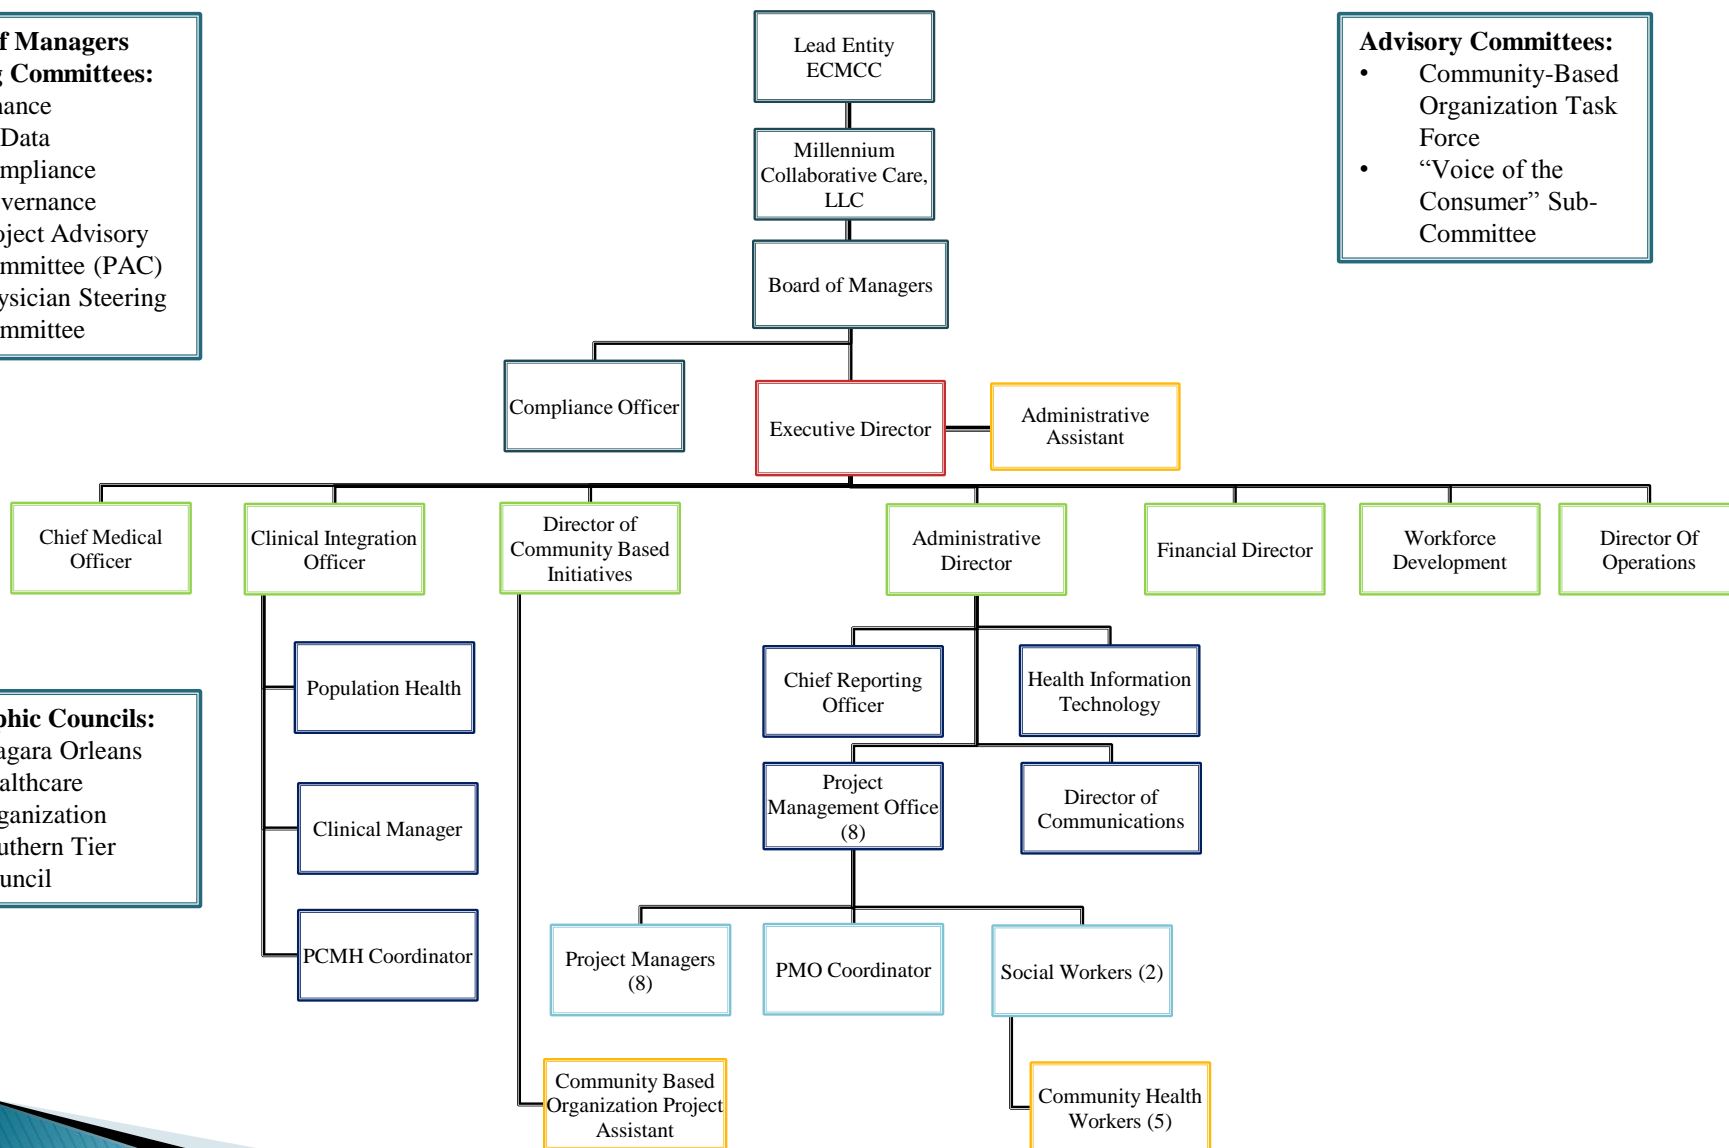 f Managers
g Committees:
nance
Data
mpliance
vernance
oject Advisory
mmittee (PAC)
ysician Steering
mmittee
Lead Entity
ECMCC
Millennium
Collaborative Care,
LLC
Board of Managers
Advisory Committees:
• Community-Based
Organization Task
Force
• “Voice of the
Consumer” Sub-
Committee
Compliance Officer
Executive Director
Administrative
Assistant
Chief Medical
Officer
Clinical Integration
Officer
Director of
Community Based
Initiatives
Administrative
Director
Financial Director
Workforce
Development
Director Of
Operations
Population Health
Clinical Manager
PCMH Coordinator
Chief Reporting
Officer
Health Information
Technology
Project
Management Office
(8)
Director of
Communications
phic Councils:
agara Orleans
althcare
ganization
uthern Tier
uncil
Project Managers
(8)
PMO Coordinator
Social Workers (2)
Community Based
Organization Project
Assistant
Community Health
Workers (5)